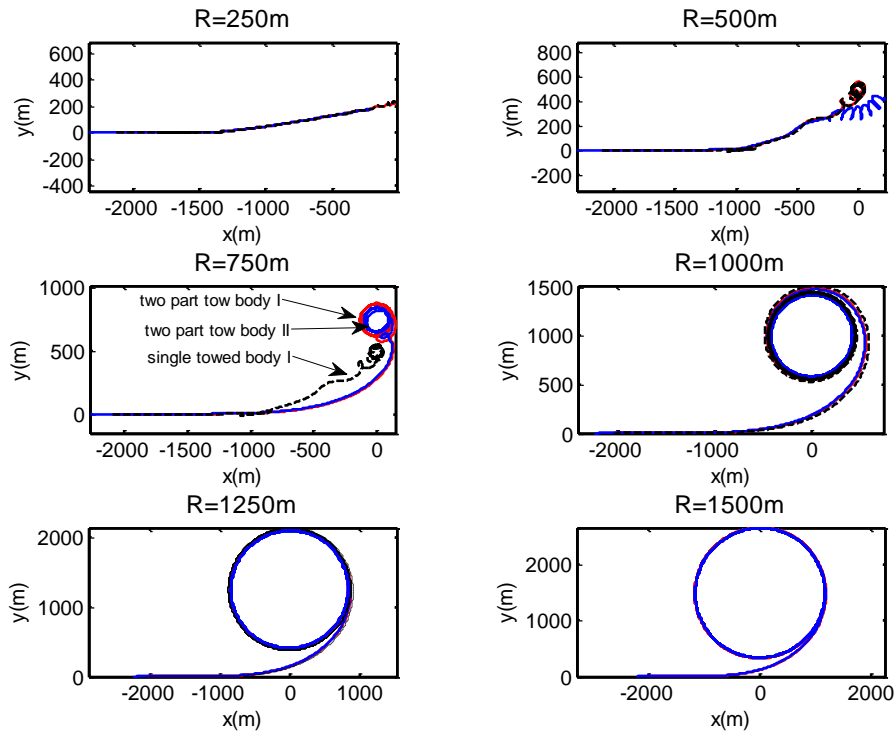 R=250m
600
400
200
0
-200
-400
y(m)
-2000 -1500 -1000 -500
x(m)
R=500m
800
600
400
200
0
-200
y(m)
-2000 -1500 -1000 -500 0
x(m)
R=750m
1000
500
0
y(m)
two part tow body I
two part tow body II
single towed body I
-2000 -1500 -1000 -500 0
x(m)
R=1000m
1500
1000
500
0
y(m)
-2000 -1000 0
x(m)
R=1250m
2000
1000
0
y(m)
-2000 -1000 0 1000
x(m)
R=1500m
2000
1000
0
y(m)
-2000 0 2000
x(m)